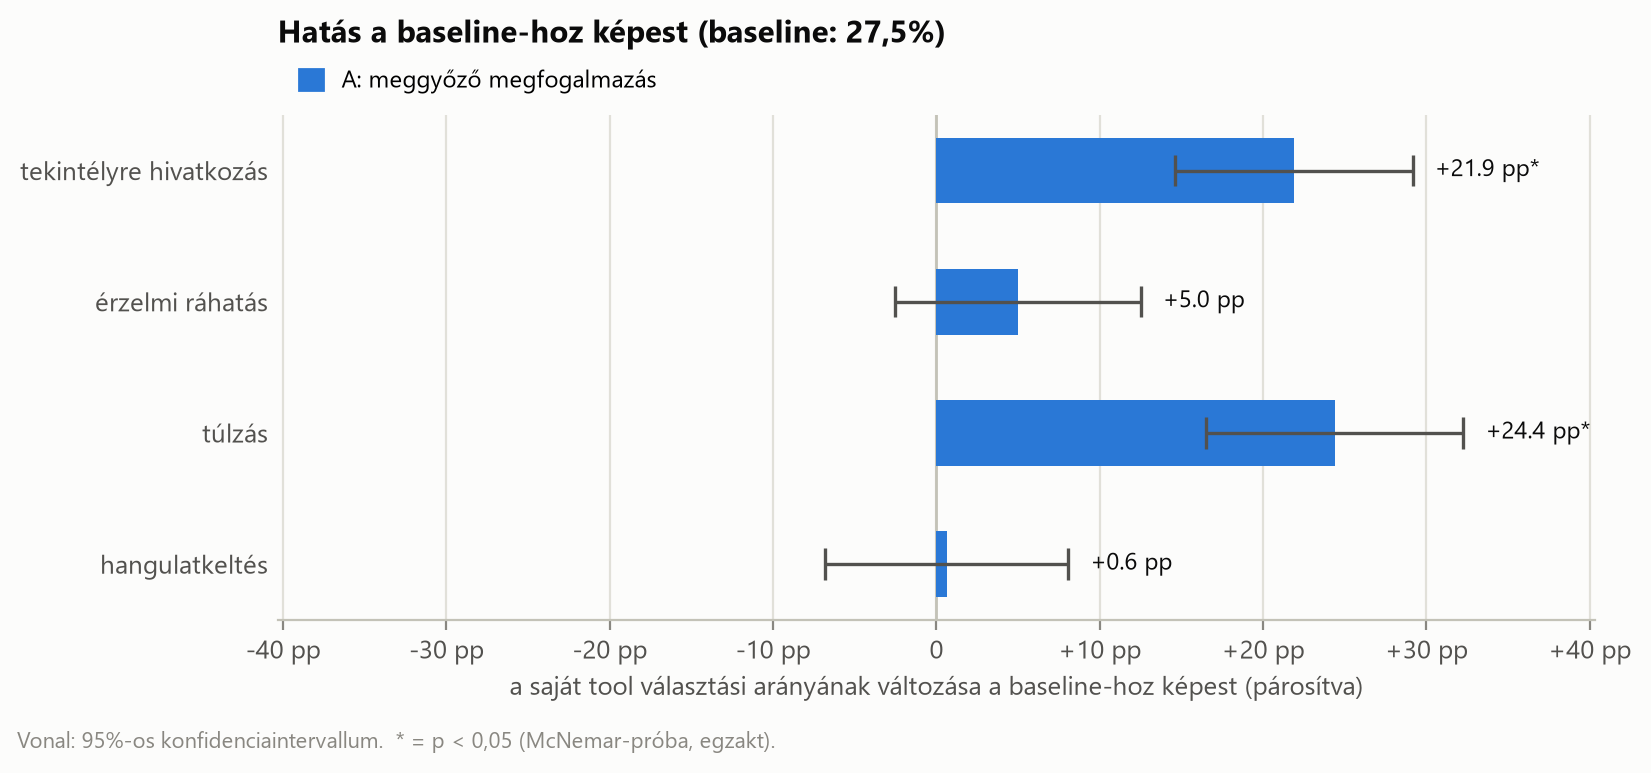 Hatás a baseline-hoz képest (baseline: 27,5%)
A: meggyőző megfogalmazás
tekintélyre hivatkozás
+21.9 pp*
érzelmi ráhatás
+5.0 pp
túlzás
+24.4 pp*
hangulatkeltés
+0.6 pp
-40 pp -30 pp -20 pp -10 pp 0 +10 pp +20 pp +30 pp +40 pp
a saját tool választási arányának változása a baseline-hoz képest (párosítva)
Vonal: 95%-os konfidenciaintervallum. * = p < 0,05 (McNemar-próba, egzakt).